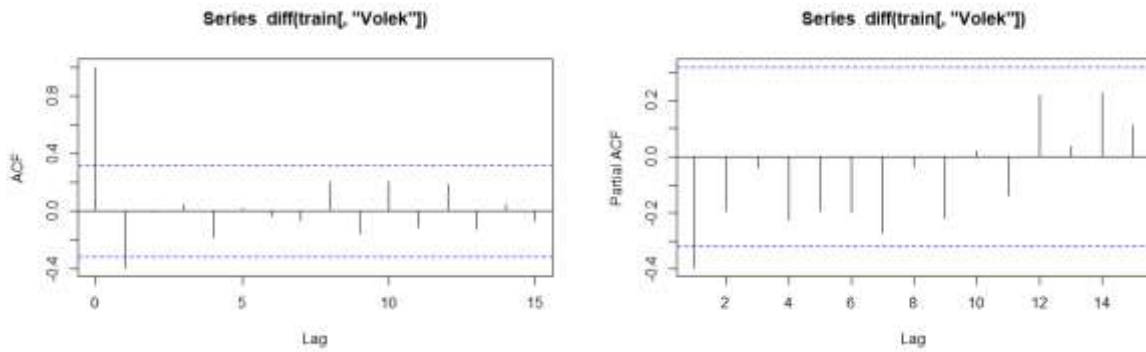 Series diff(train[, "Volek"])
ACF
0.8
0.4
0.0
-0.4
0 5 10 15
Lag
Series diff(train[, "Volek"])
Partial ACF
0.2
0.0
-0.2
-0.4
2 4 6 8 10 12 14
Lag